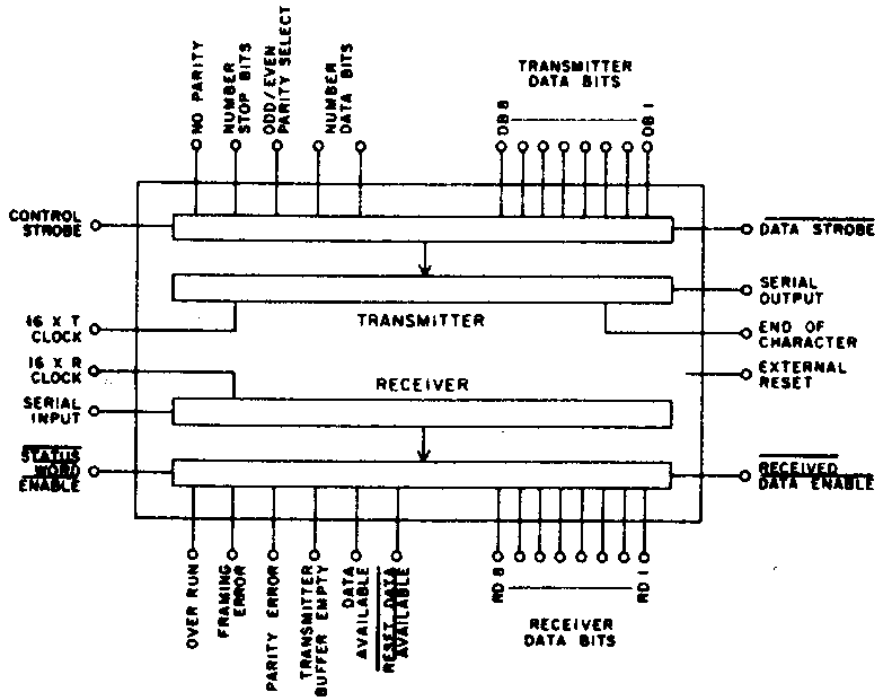 NO PARITY
NUMBER
STOP BITS
ODD/EVEN
PARITY SELECT
NUMBER
DATA BITS
TRANSMITTER
DATA BITS
DB 8
DB 1
CONTROL
STROBE
DATA STROBE
SERIAL
OUTPUT
16 X T
CLOCK
TRANSMITTER
END OF
CHARACTER
16 X R
CLOCK
RECEIVER
EXTERNAL
RESET
SERIAL
INPUT
STATUS
WORD
ENABLE
RECEIVED
DATA ENABLE
OVER RUN
FRAMING
ERROR
PARITY ERROR
TRANSMITTER
BUFFER EMPTY
DATA
AVAILABLE
RESET DATA
AVAILABLE
RD 8
RD 1
RECEIVER
DATA BITS